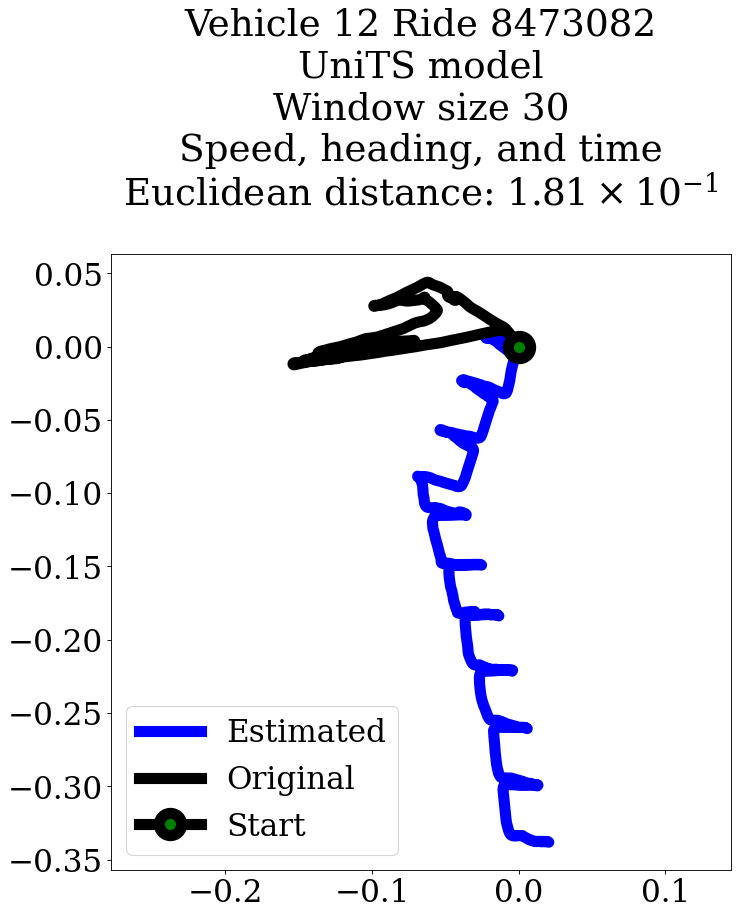 Vehicle 12 Ride 8473082
UniTS model
Window size 30
Speed, heading, and time
Euclidean distance: 1.81 × 10⁻¹
0.05
0.00
−0.05
−0.10
−0.15
−0.20
−0.25
−0.30
−0.35
Estimated
Original
Start
−0.2 −0.1 0.0 0.1